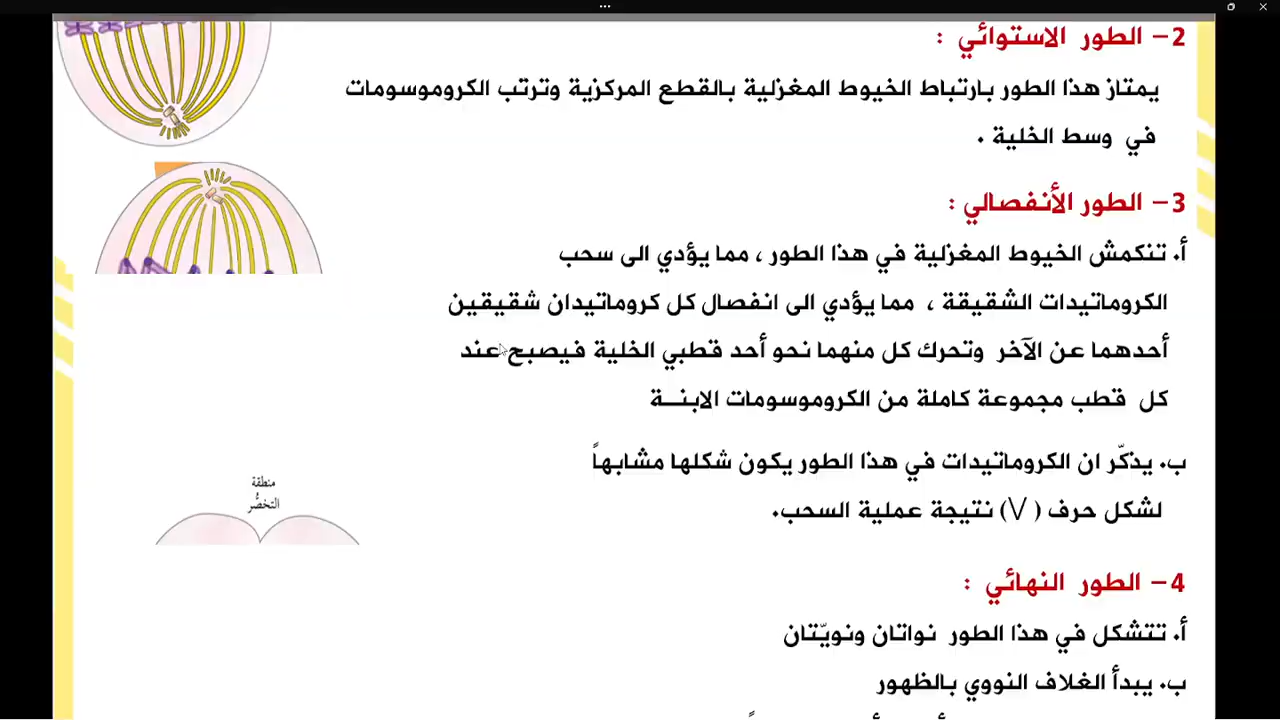 2- الطور الاستوائي :
يمتاز هذا الطور بارتباط الخيوط المغزلية بالقطع المركزية وترتب الكروموسومات
في وسط الخلية .
3- الطور الأنفصالي :
أ. تنكمش الخيوط المغزلية في هذا الطور ، مما يؤدي الى سحب
الكروماتيدات الشقيقة ، مما يؤدي الى انفصال كل كروماتيدان شقيقين
أحدهما عن الآخر وتحرك كل منهما نحو أحد قطبي الخلية فيصبح عند
كل قطب مجموعة كاملة من الكروموسومات الابنــة
ب. يذكّر ان الكروماتيدات في هذا الطور يكون شكلها مشابهاً
لشكل حرف ( V ) نتيجة عملية السحب.
منطقة
التخصُّر
4- الطور النهائي :
أ. تتشكل في هذا الطور نواتان ونويّتان
ب. يبدأ الغلاف النووي بالظهور